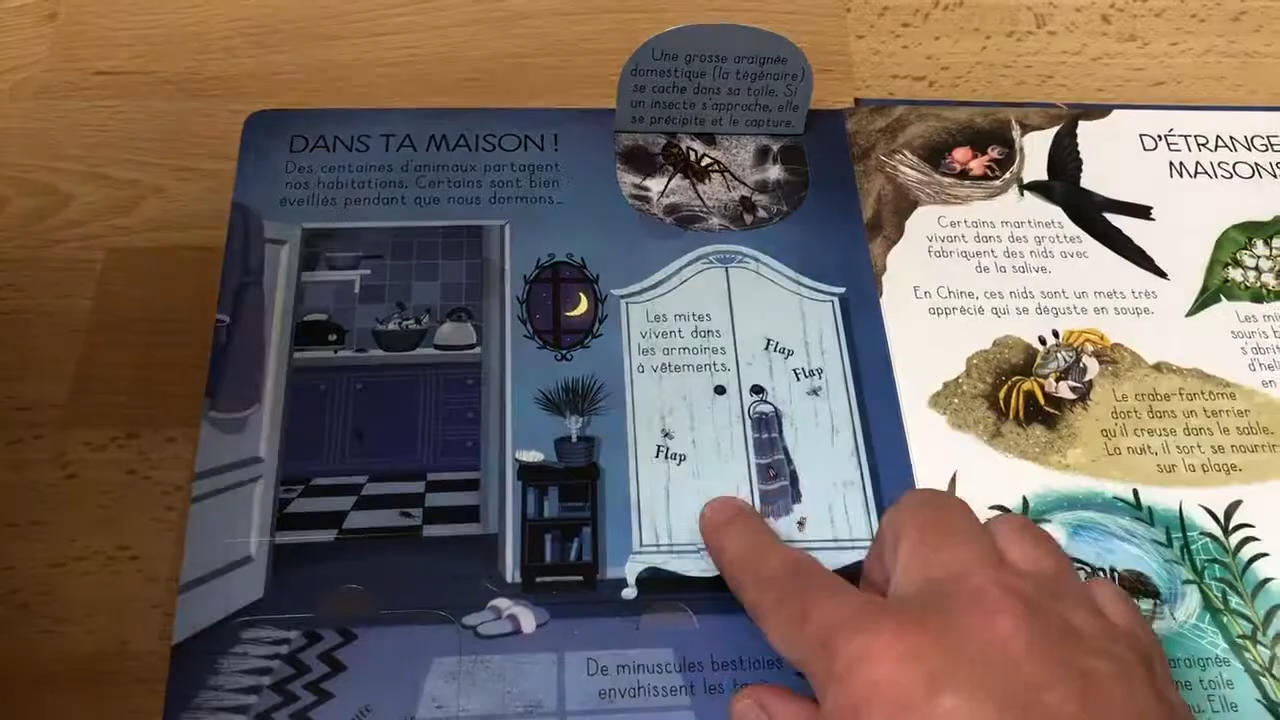 Une grosse araignée
domestique (la tégénaire)
se cache dans sa toile. Si
un insecte s'approche, elle
se précipite et le capture.
DANS TA MAISON !
Des centaines d'animaux partagent
nos habitations. Certains sont bien
éveillés pendant que nous dormons...
Les mites
vivent dans
les armoires
à vêtements.
Flap
Flap
Flap
De minuscules bestioles
envahissent les
D'ÉTRANGE
MAISONS
Certains martinets
vivant dans des grottes
fabriquent des nids avec
de la salive.
En Chine, ces nids sont un mets très
apprécié qui se déguste en soupe.
Les
souris
s'abri
d'hel
en
Le crabe-fantôme
dort dans un terrier
qu'il creuse dans le sable.
La nuit, il sort se nourrir
sur la plage.
araignée
ne toile
Elle